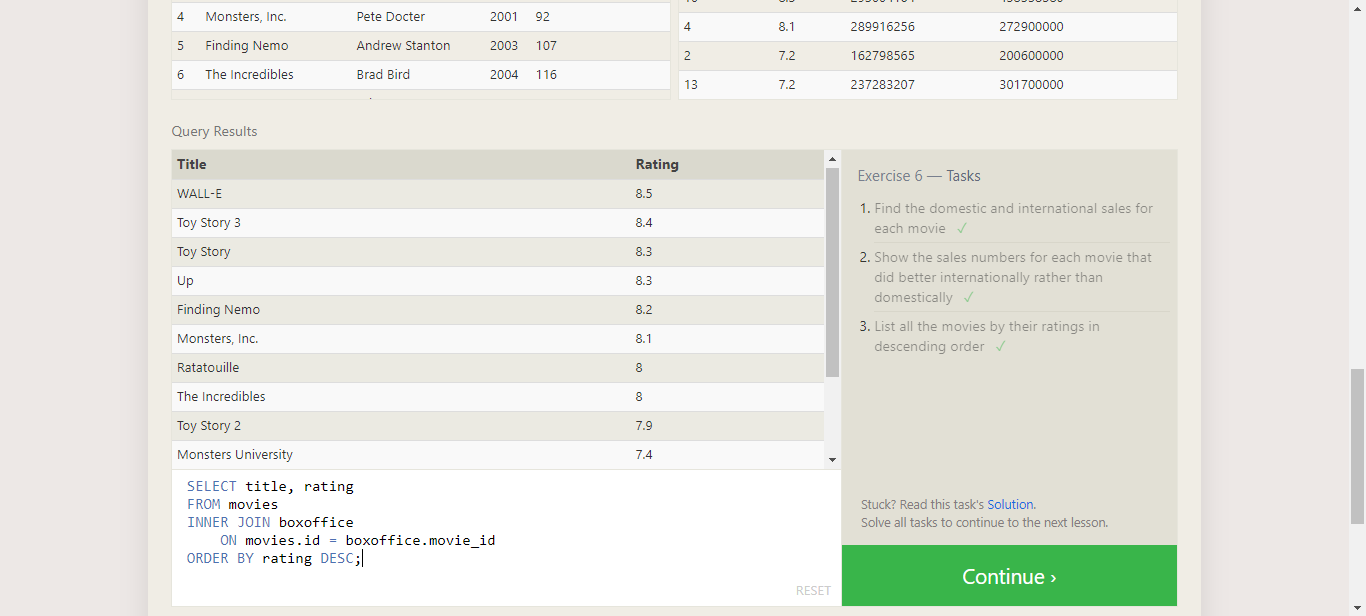 4 Monsters, Inc. Pete Docter 2001 92
5 Finding Nemo Andrew Stanton 2003 107
6 The Incredibles Brad Bird 2004 116
4 8.1 289916256 272900000
2 7.2 162798565 200600000
13 7.2 237283207 301700000
Query Results
Title Rating
WALL-E 8.5
Toy Story 3 8.4
Toy Story 8.3
Up 8.3
Finding Nemo 8.2
Monsters, Inc. 8.1
Ratatouille 8
The Incredibles 8
Toy Story 2 7.9
Monsters University 7.4
SELECT title, rating
FROM movies
INNER JOIN boxoffice
ON movies.id = boxoffice.movie_id
ORDER BY rating DESC;
RESET
Exercise 6 — Tasks
1. Find the domestic and international sales for
each movie ✓
2. Show the sales numbers for each movie that
did better internationally rather than
domestically ✓
3. List all the movies by their ratings in
descending order ✓
Stuck? Read this task's Solution.
Solve all tasks to continue to the next lesson.
Continue ›